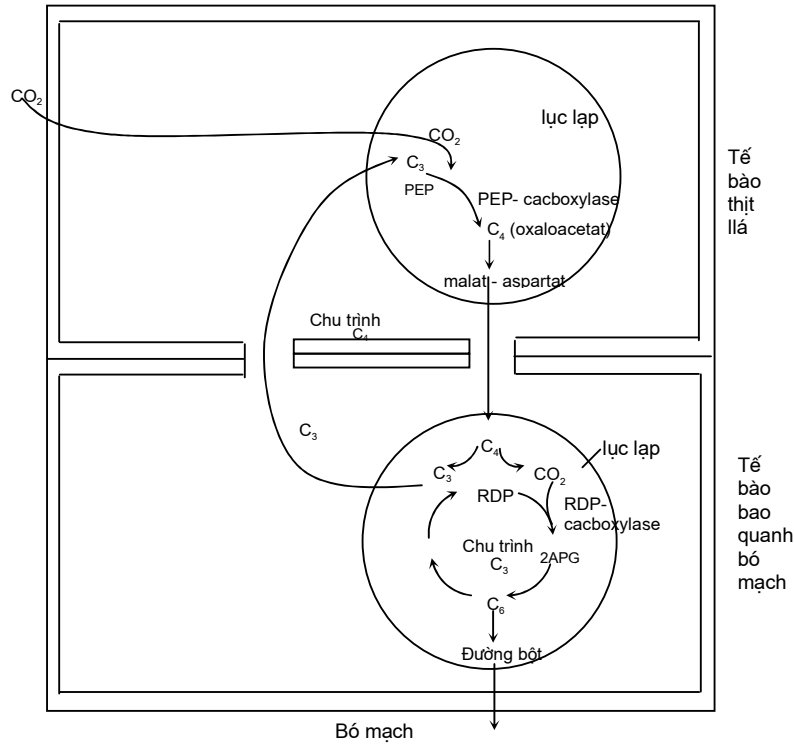 CO₂
lục lạp
CO₂
C₃
PEP
PEP- cacboxylase
C₄ (oxaloacetat)
malat - aspartat
Tế
bào
thịt
llá
Chu trình
C₄
C₃
C₄
lục lạp
C₃
CO₂
RDP
RDP-
cacboxylase
Chu trình
C₃
2APG
C₆
Đường bột
Tế
bào
bao
quanh
bó
mạch
Bó mạch